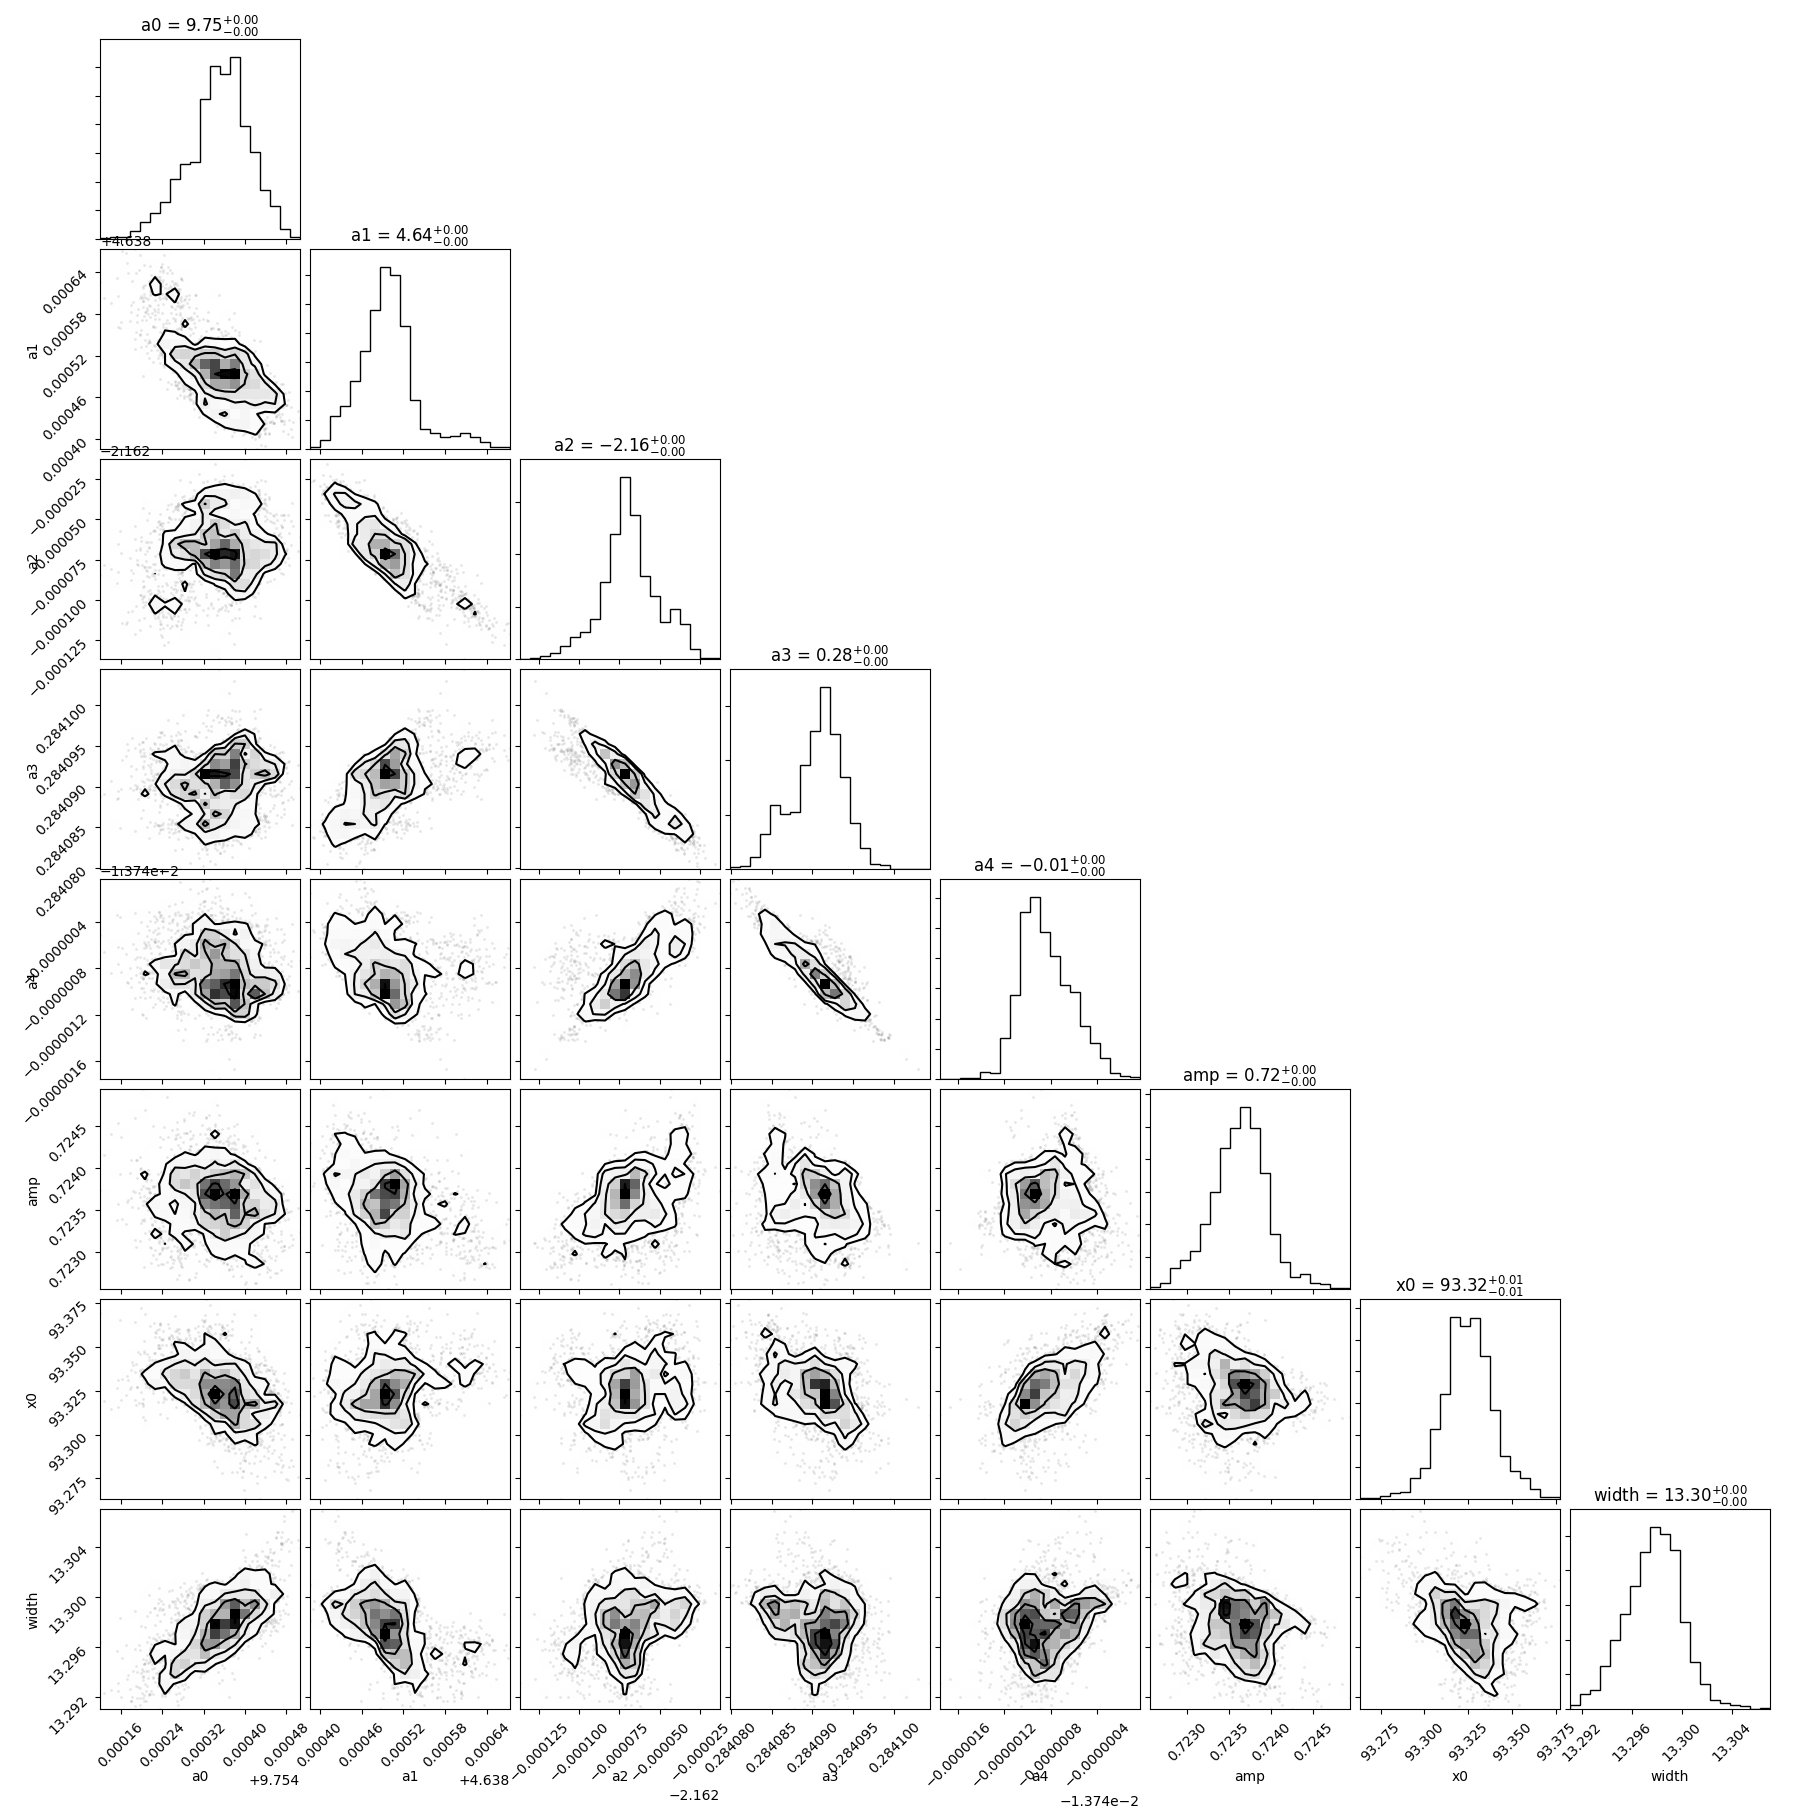 a0 = 9.75+0.00−0.00
+4.638
a1 = 4.64+0.00−0.00
0.00064
0.00058
0.00052
0.00046
0.00040
a1
−2.162
a2 = −2.16+0.00−0.00
−0.000025
−0.000050
−0.000075
−0.000100
−0.000125
a2
a3 = 0.28+0.00−0.00
0.284100
0.284095
0.284090
0.284085
0.284080
a3
−1.374e−2
a4 = −0.01+0.00−0.00
−0.0000004
−0.0000008
−0.0000012
−0.0000016
a4
amp = 0.72+0.00−0.00
0.7245
0.7240
0.7235
0.7230
amp
x0 = 93.32+0.01−0.01
93.375
93.350
93.325
93.300
93.275
x0
width = 13.30+0.00−0.00
13.304
13.300
13.296
13.292
width
0.00016 0.00024 0.00032 0.00040 0.00048 0.00040 0.00046 0.00052 0.00058 0.00064 −0.000125 −0.000100 −0.000075 −0.000050 −0.000025 0.284080 0.284085 0.284090 0.284095 0.284100 −0.0000016 −0.0000012 −0.0000008 −0.0000004 0.7230 0.7235 0.7240 0.7245 93.275 93.300 93.325 93.350 93.375 13.292 13.296 13.300 13.304
a0 a1 a2 a3 a4 amp x0 width
+9.754 +4.638
−2.162 −1.374e−2